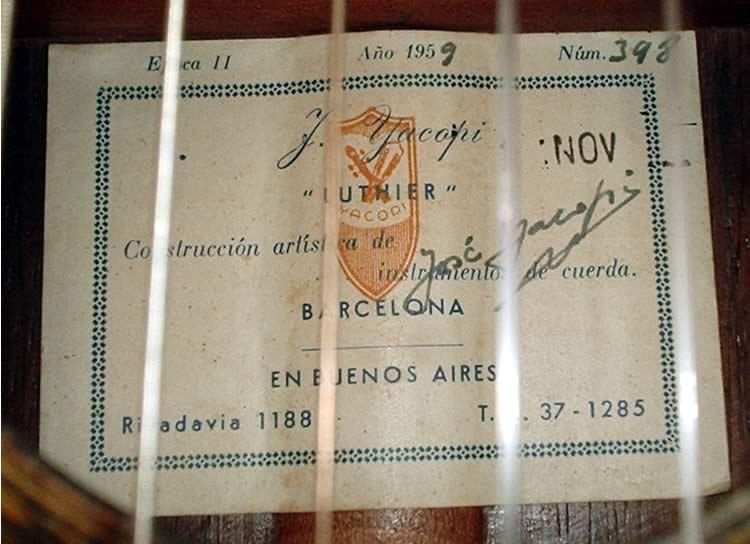 Epoca II Año 1959 Núm. 398
J. Yacopi
:NOV
"LUTHIER"
YACOPI
Construcción artística de
instrumentos de cuerda.
José Yacopi
BARCELONA
EN BUENOS AIRES
Rivadavia 1188 T. 37-1285